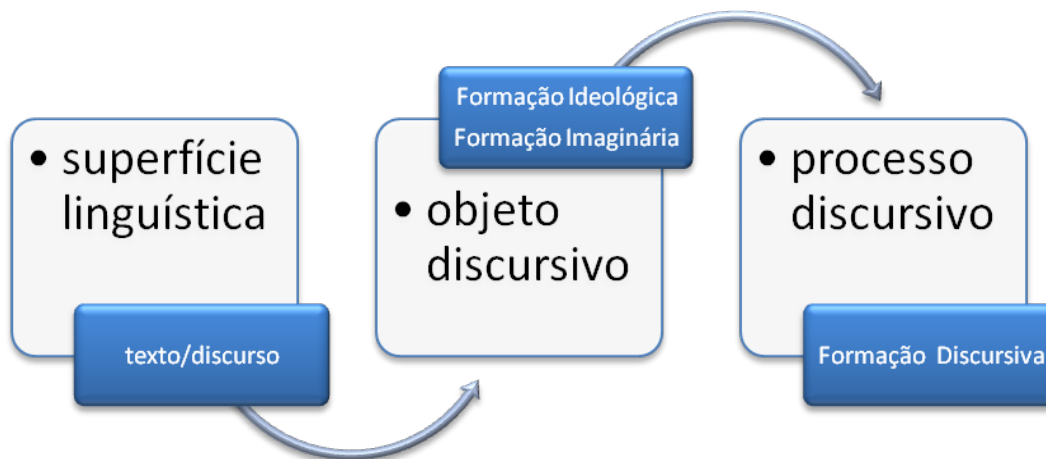 • superfície
linguística
texto/discurso
Formação Ideológica
Formação Imaginária
• objeto
discursivo
• processo
discursivo
Formação Discursiva